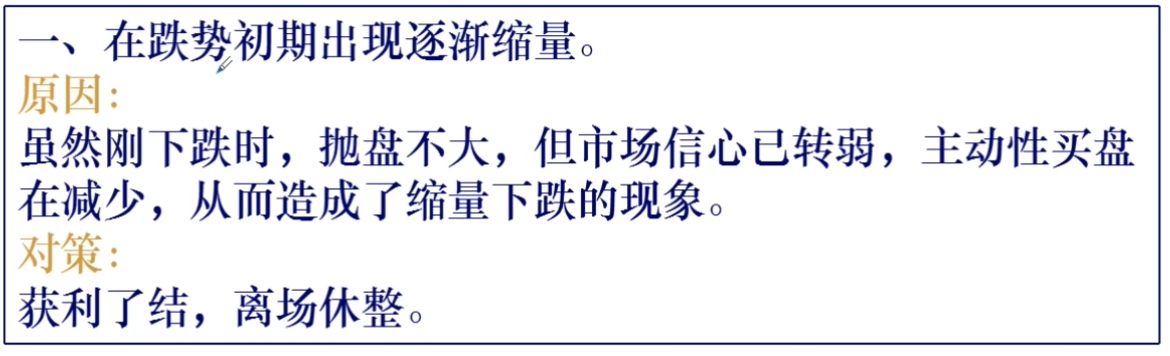 一、在跌势初期出现逐渐缩量。
原因:
虽然刚下跌时，抛盘不大，但市场信心已转弱，主动性买盘
在减少，从而造成了缩量下跌的现象。
对策:
获利了结，离场休整。